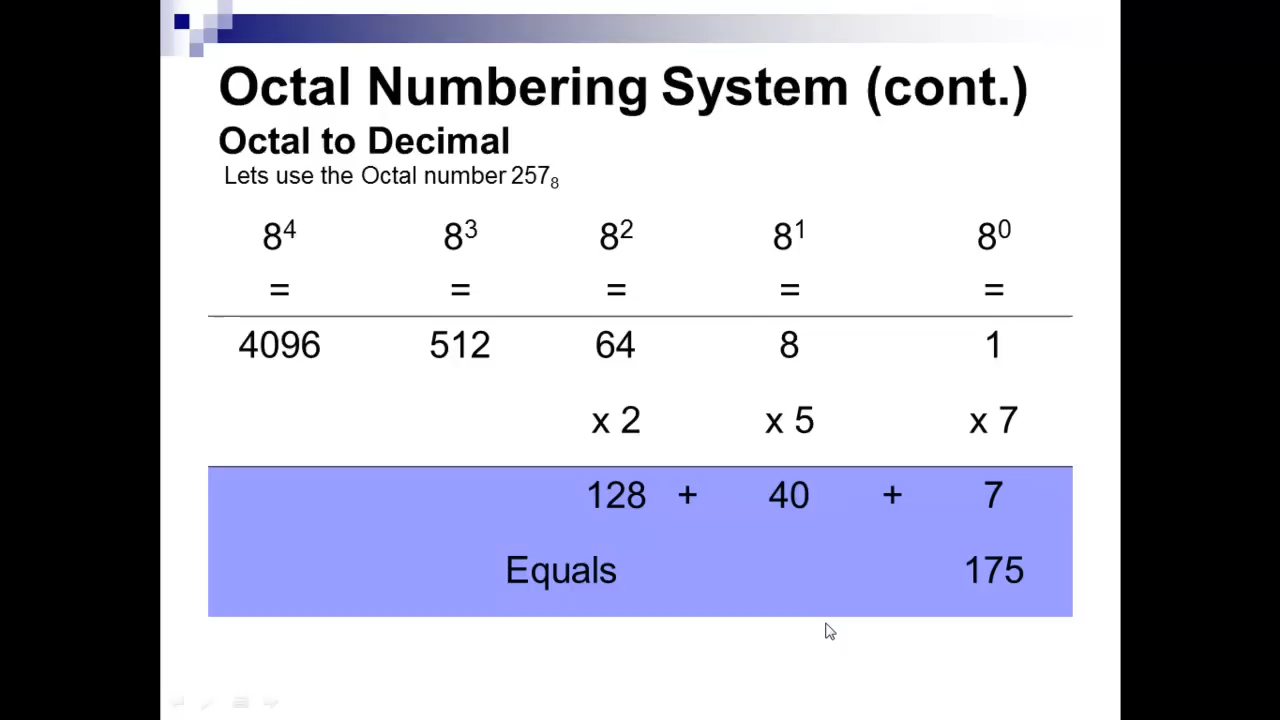 Octal Numbering System (cont.)
Octal to Decimal
Lets use the Octal number 257₈
8⁴ 8³ 8² 8¹ 8⁰
= = = = =
4096 512 64 8 1
x 2 x 5 x 7
128 + 40 + 7
Equals 175